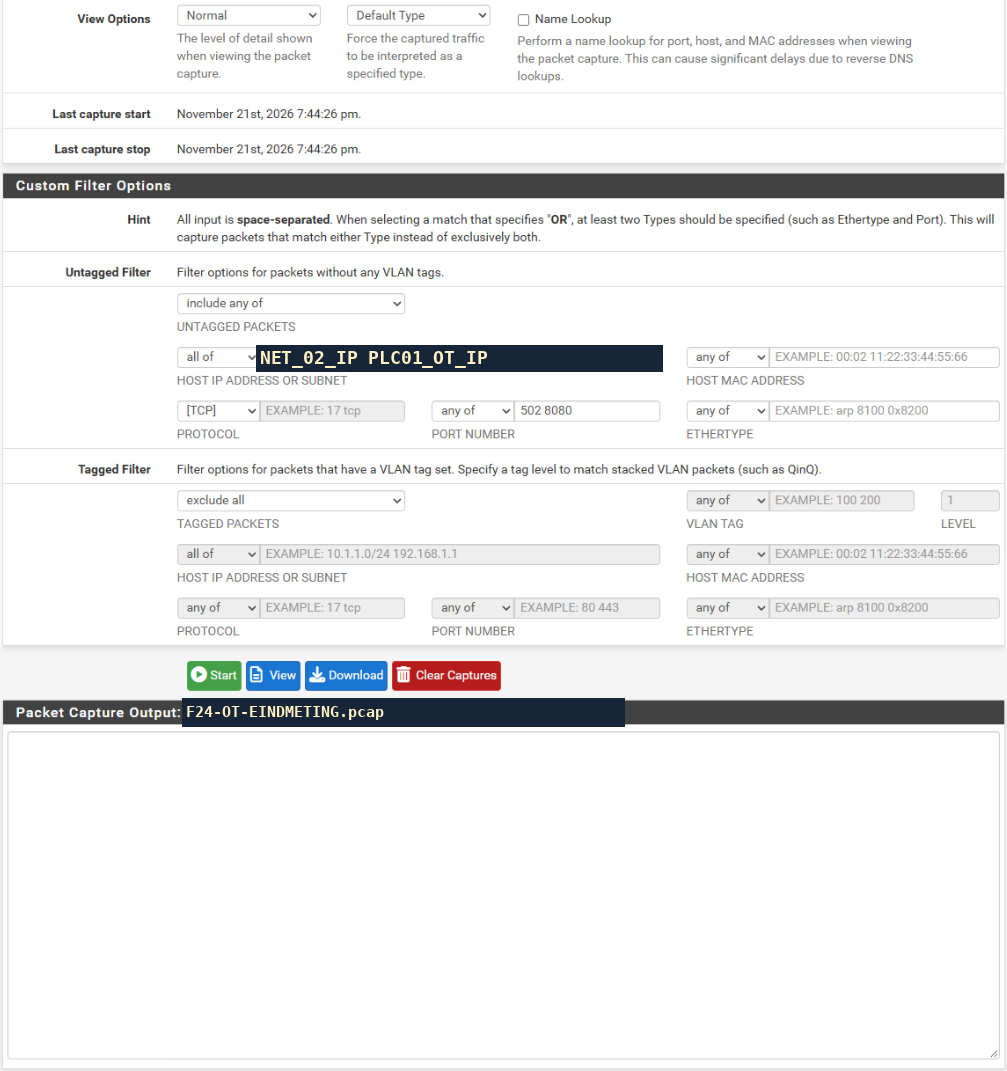 View Options Normal Default Type Name Lookup
The level of detail shown when viewing the packet capture.
Force the captured traffic to be interpreted as a specified type.
Perform a name lookup for port, host, and MAC addresses when viewing the packet capture. This can cause significant delays due to reverse DNS lookups.
Last capture start November 21st, 2026 7:44:26 pm.
Last capture stop November 21st, 2026 7:44:26 pm.
Custom Filter Options
Hint All input is space-separated. When selecting a match that specifies "OR", at least two Types should be specified (such as Ethertype and Port). This will
capture packets that match either Type instead of exclusively both.
Untagged Filter Filter options for packets without any VLAN tags.
include any of
UNTAGGED PACKETS
all of NET_02_IP PLC01_OT_IP any of EXAMPLE: 00:02 11:22:33:44:55:66
HOST IP ADDRESS OR SUBNET HOST MAC ADDRESS
[TCP] EXAMPLE: 17 tcp any of 502 8080 any of EXAMPLE: arp 8100 0x8200
PROTOCOL PORT NUMBER ETHERTYPE
Tagged Filter Filter options for packets that have a VLAN tag set. Specify a tag level to match stacked VLAN packets (such as QinQ).
exclude all any of EXAMPLE: 100 200 1
TAGGED PACKETS VLAN TAG LEVEL
all of EXAMPLE: 10.1.1.0/24 192.168.1.1 any of EXAMPLE: 00:02 11:22:33:44:55:66
HOST IP ADDRESS OR SUBNET HOST MAC ADDRESS
any of EXAMPLE: 17 tcp any of EXAMPLE: 80 443 any of EXAMPLE: arp 8100 0x8200
PROTOCOL PORT NUMBER ETHERTYPE
Start View Download Clear Captures
Packet Capture Output: F24-OT-EINDMETING.pcap